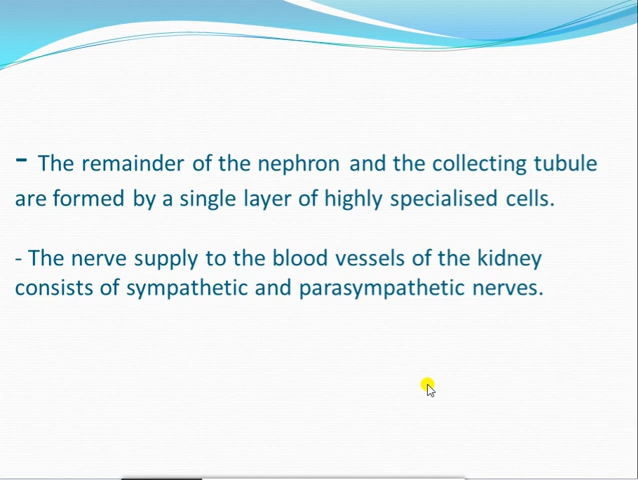 - The remainder of the nephron and the collecting tubule
are formed by a single layer of highly specialised cells.
- The nerve supply to the blood vessels of the kidney
consists of sympathetic and parasympathetic nerves.